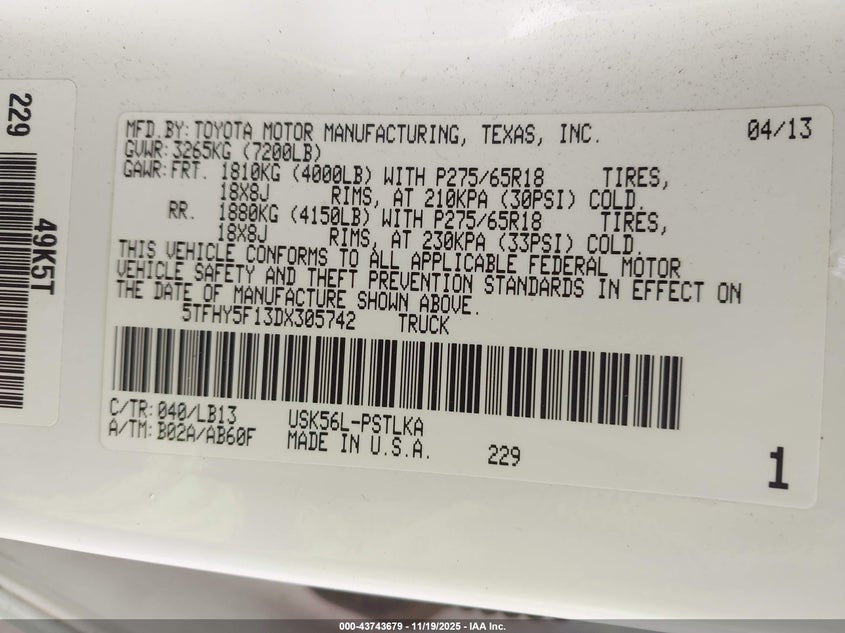 229
49K5T
MFD. BY: TOYOTA MOTOR MANUFACTURING, TEXAS, INC. 04/13
GVWR: 3265KG (7200LB)
GAWR: FRT. 1810KG (4000LB) WITH P275/65R18 TIRES,
18X8J RIMS, AT 210KPA (30PSI) COLD.
RR. 1880KG (4150LB) WITH P275/65R18 TIRES,
18X8J RIMS, AT 230KPA (33PSI) COLD.
THIS VEHICLE CONFORMS TO ALL APPLICABLE FEDERAL MOTOR
VEHICLE SAFETY AND THEFT PREVENTION STANDARDS IN EFFECT ON
THE DATE OF MANUFACTURE SHOWN ABOVE.
5TFHY5F13DX305742 TRUCK
C/TR: 040/LB13 USK56L-PSTLKA
A/TM: B02A/AB60F MADE IN U.S.A. 229
1
000-43743679 | 11/19/2025 | IAA Inc.